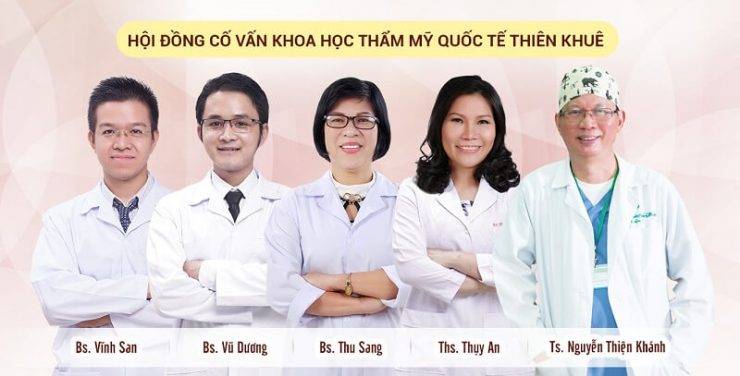 HỘI ĐỒNG CỐ VẤN KHOA HỌC THẨM MỸ QUỐC TẾ THIÊN KHUÊ
Bs. Vĩnh San
Bs. Vũ Dương
Bs. Thu Sang
Ths. Thụy An
Ts. Nguyễn Thiện Khánh